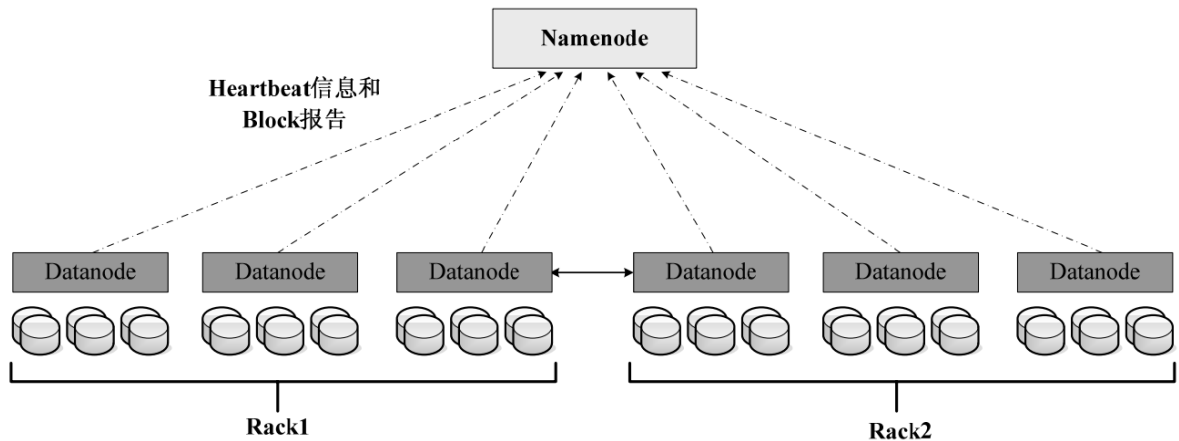 Namenode
Heartbeat信息和
Block报告
Datanode
Datanode
Datanode
Datanode
Datanode
Datanode
Rack1
Rack2